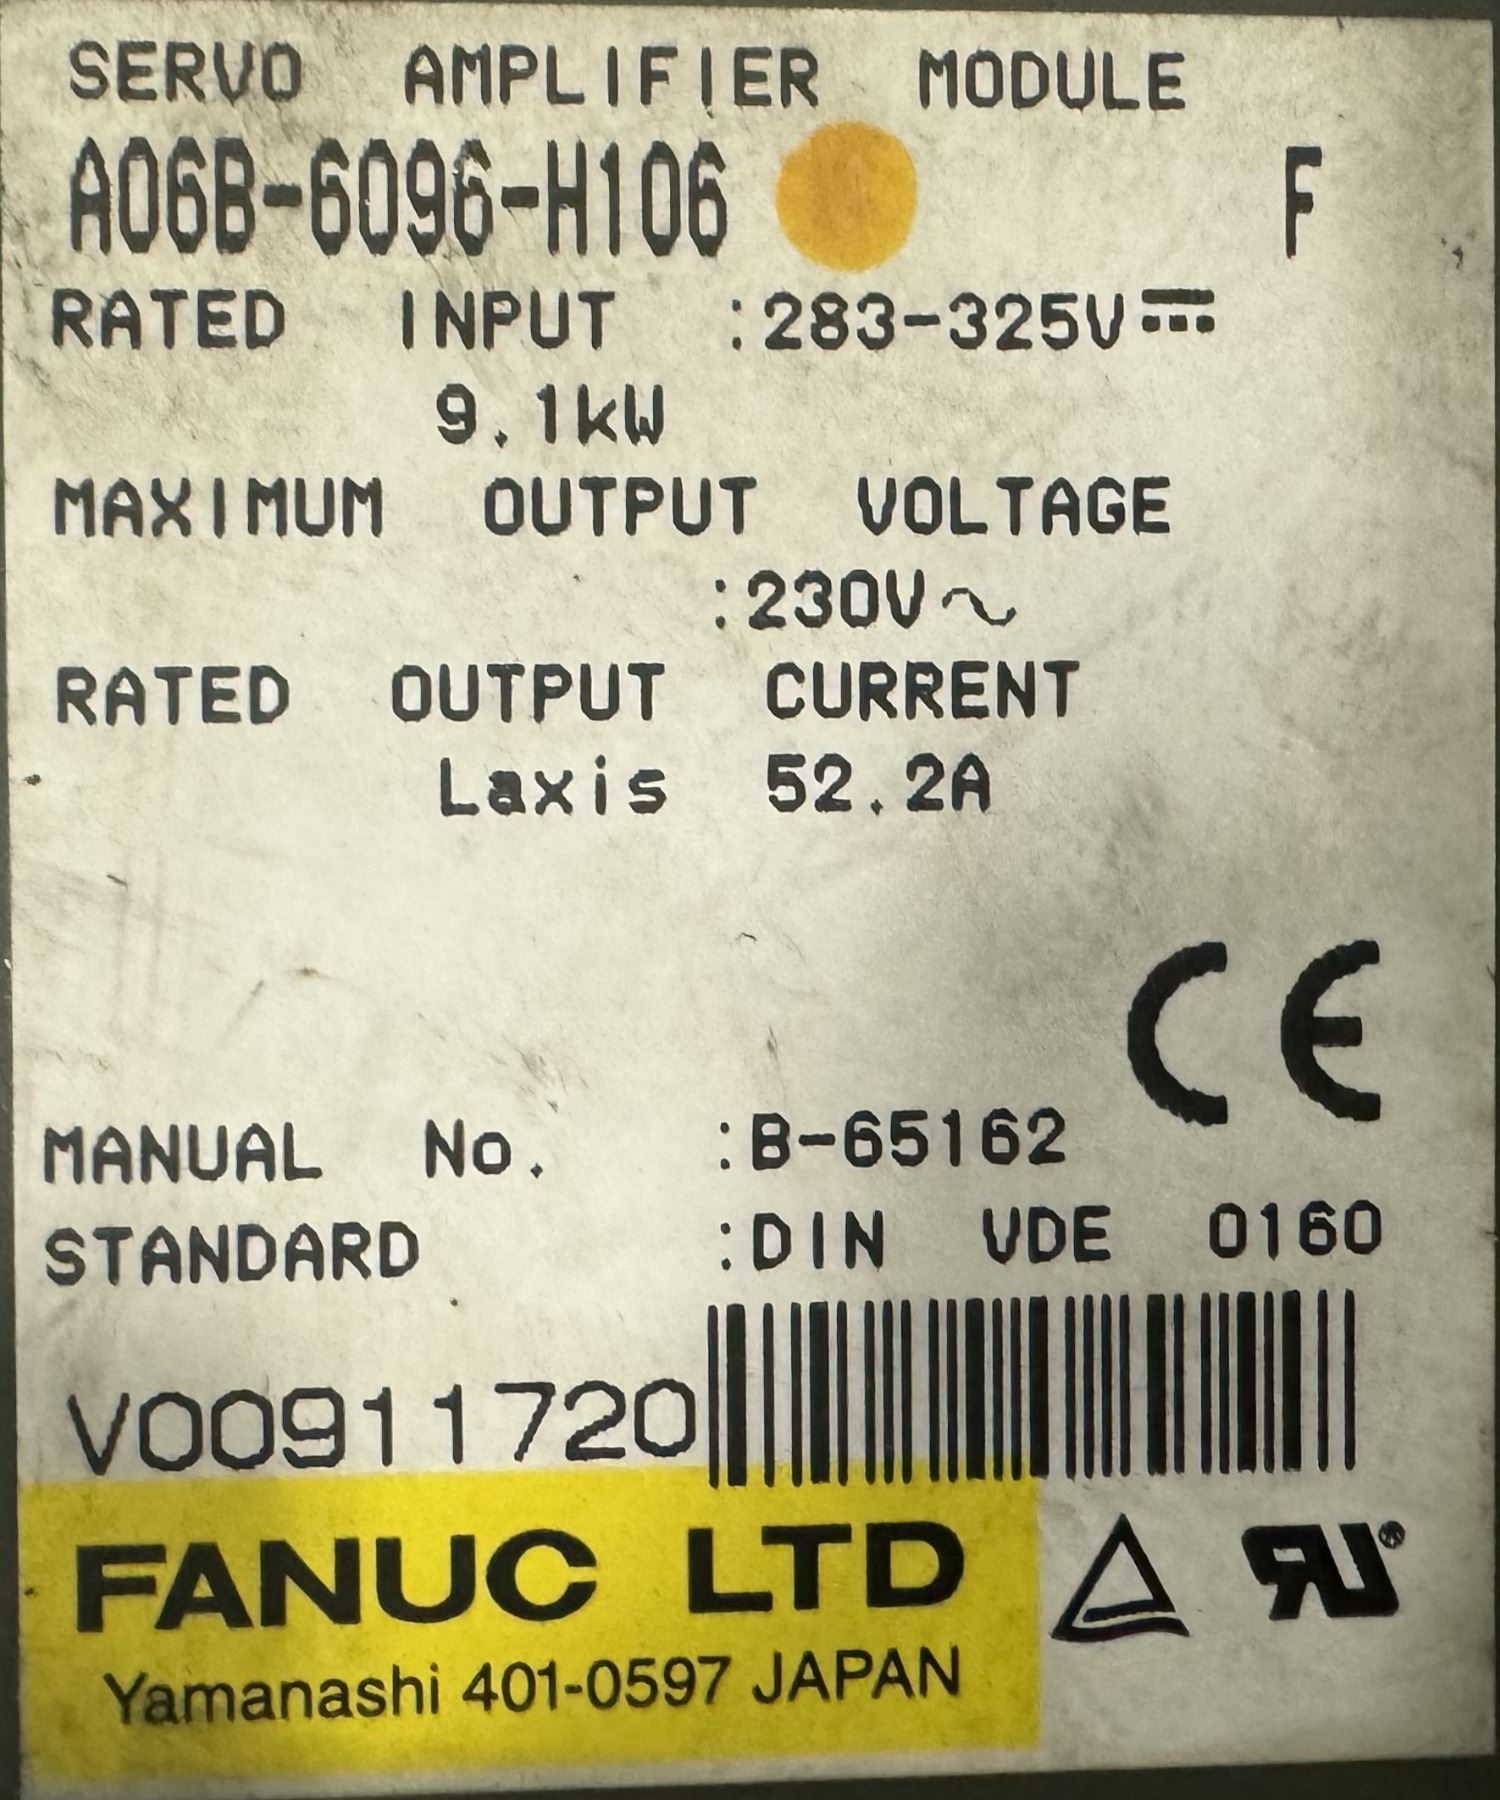 SERVO AMPLIFIER MODULE
A06B-6096-H106 F
RATED INPUT :283-325V⎓
9.1kW
MAXIMUM OUTPUT VOLTAGE
:230V~
RATED OUTPUT CURRENT
Laxis 52.2A
CE
MANUAL No. :B-65162
STANDARD :DIN VDE 0160
V00911720
FANUC LTD
Yamanashi 401-0597 JAPAN
RU®